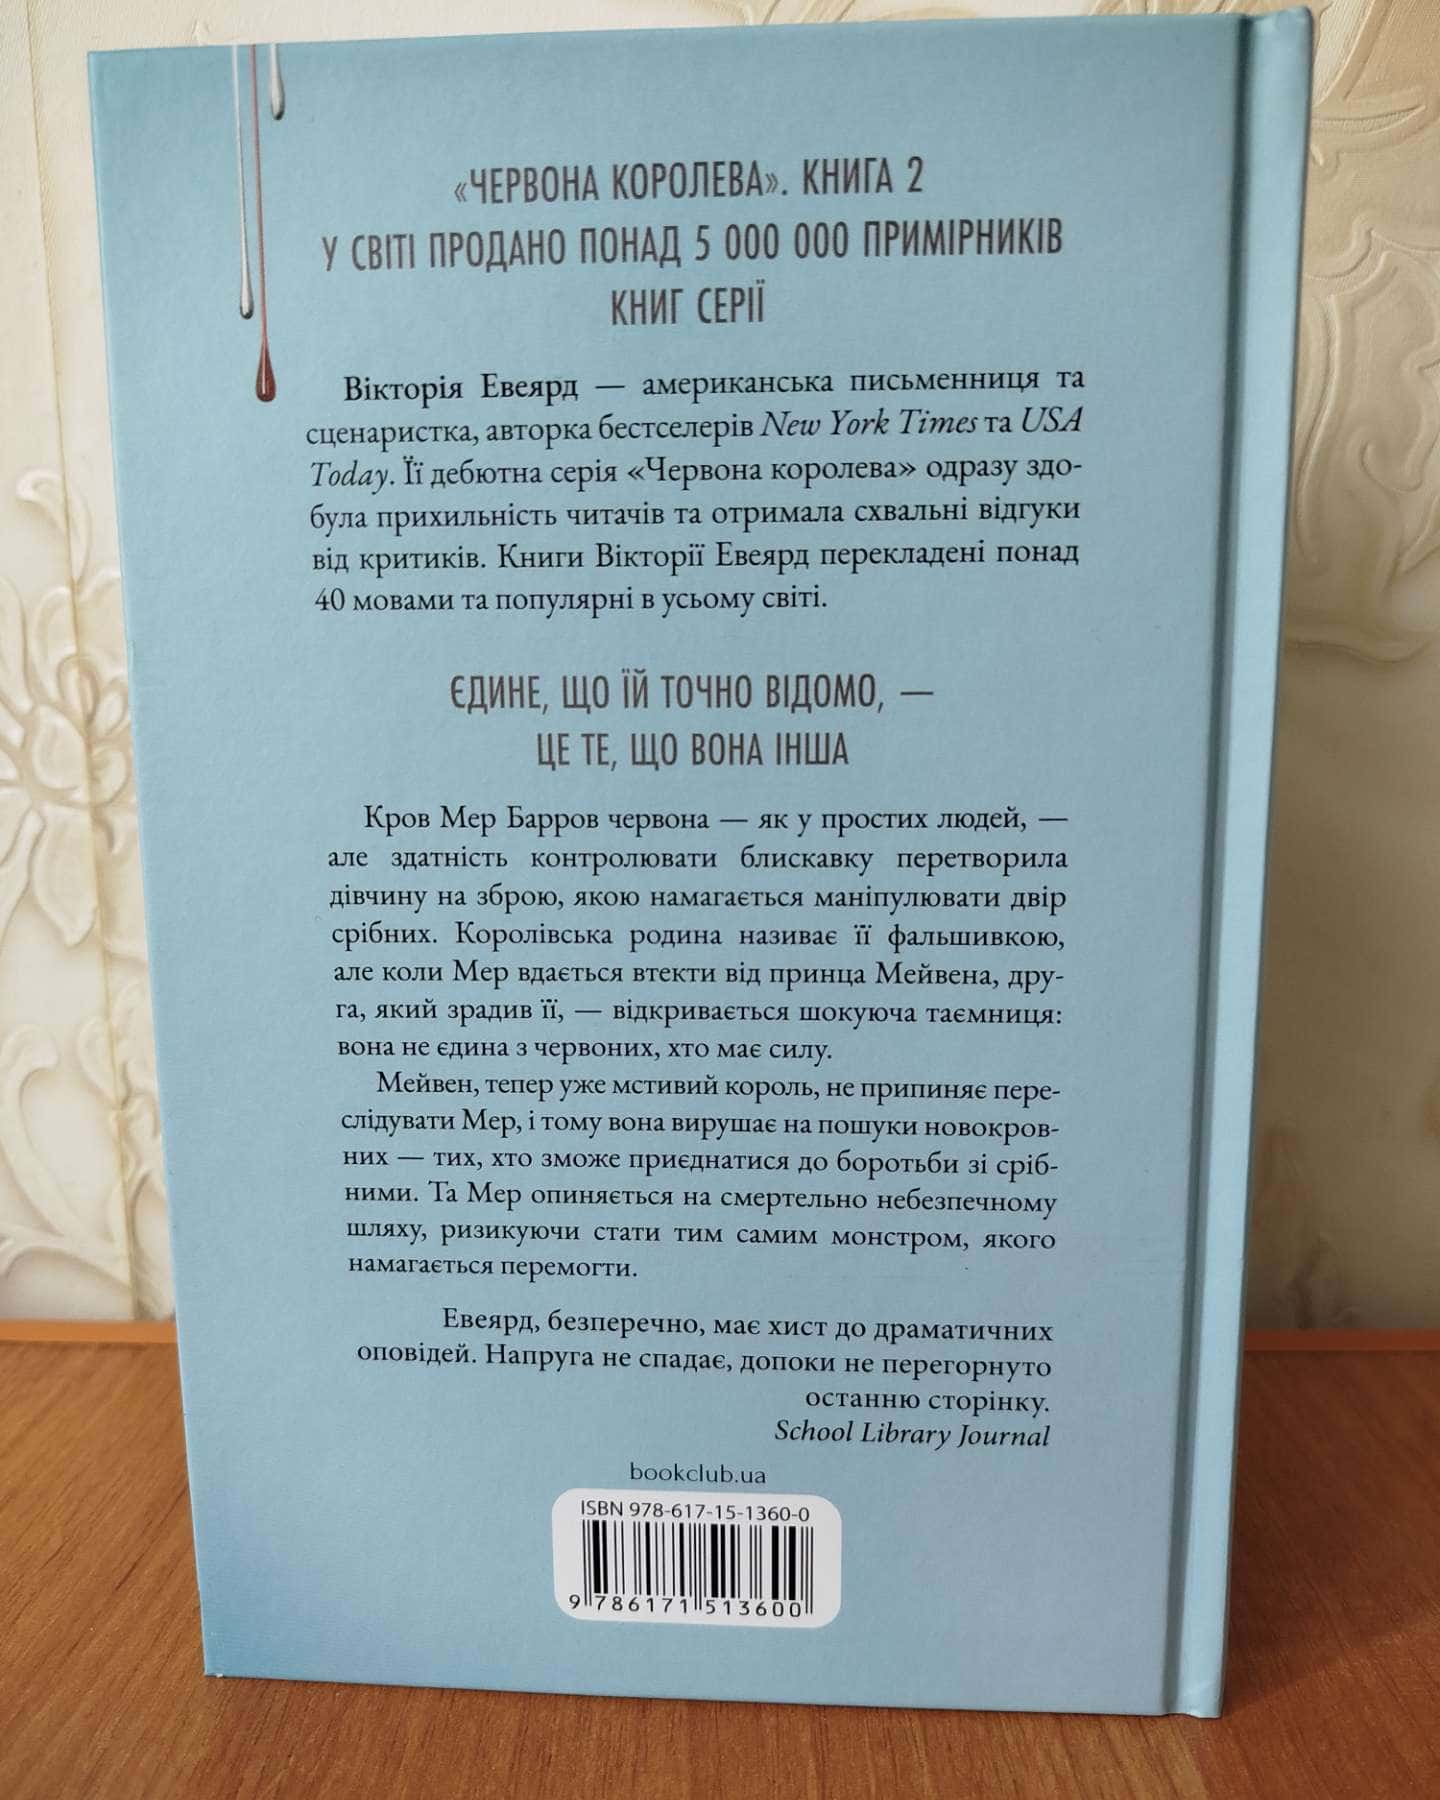 «ЧЕРВОНА КОРОЛЕВА». КНИГА 2
У СВІТІ ПРОДАНО ПОНАД 5 000 000 ПРИМІРНИКІВ
КНИГ СЕРІЇ
Вікторія Евеярд — американська письменниця та
сценаристка, авторка бестселерів New York Times та USA
Today. Її дебютна серія «Червона королева» одразу здо-
була прихильність читачів та отримала схвальні відгуки
від критиків. Книги Вікторії Евеярд перекладені понад
40 мовами та популярні в усьому світі.
ЄДИНЕ, ЩО ЇЙ ТОЧНО ВІДОМО, —
ЦЕ ТЕ, ЩО ВОНА ІНША
Кров Мер Барров червона — як у простих людей, —
але здатність контролювати блискавку перетворила
дівчину на зброю, якою намагається маніпулювати двір
срібних. Королівська родина називає її фальшивкою,
але коли Мер вдається втекти від принца Мейвена, дру-
га, який зрадив її, — відкривається шокуюча таємниця:
вона не єдина з червоних, хто має силу.
Мейвен, тепер уже мстивий король, не припиняє пере-
слідувати Мер, і тому вона вирушає на пошуки новокров-
них — тих, хто зможе приєднатися до боротьби зі сріб-
ними. Та Мер опиняється на смертельно небезпечному
шляху, ризикуючи стати тим самим монстром, якого
намагається перемогти.
Евеярд, безперечно, має хист до драматичних
оповідей. Напруга не спадає, допоки не перегорнуто
останню сторінку.
School Library Journal
bookclub.ua
ISBN 978-617-15-1360-0
9 786171 513600